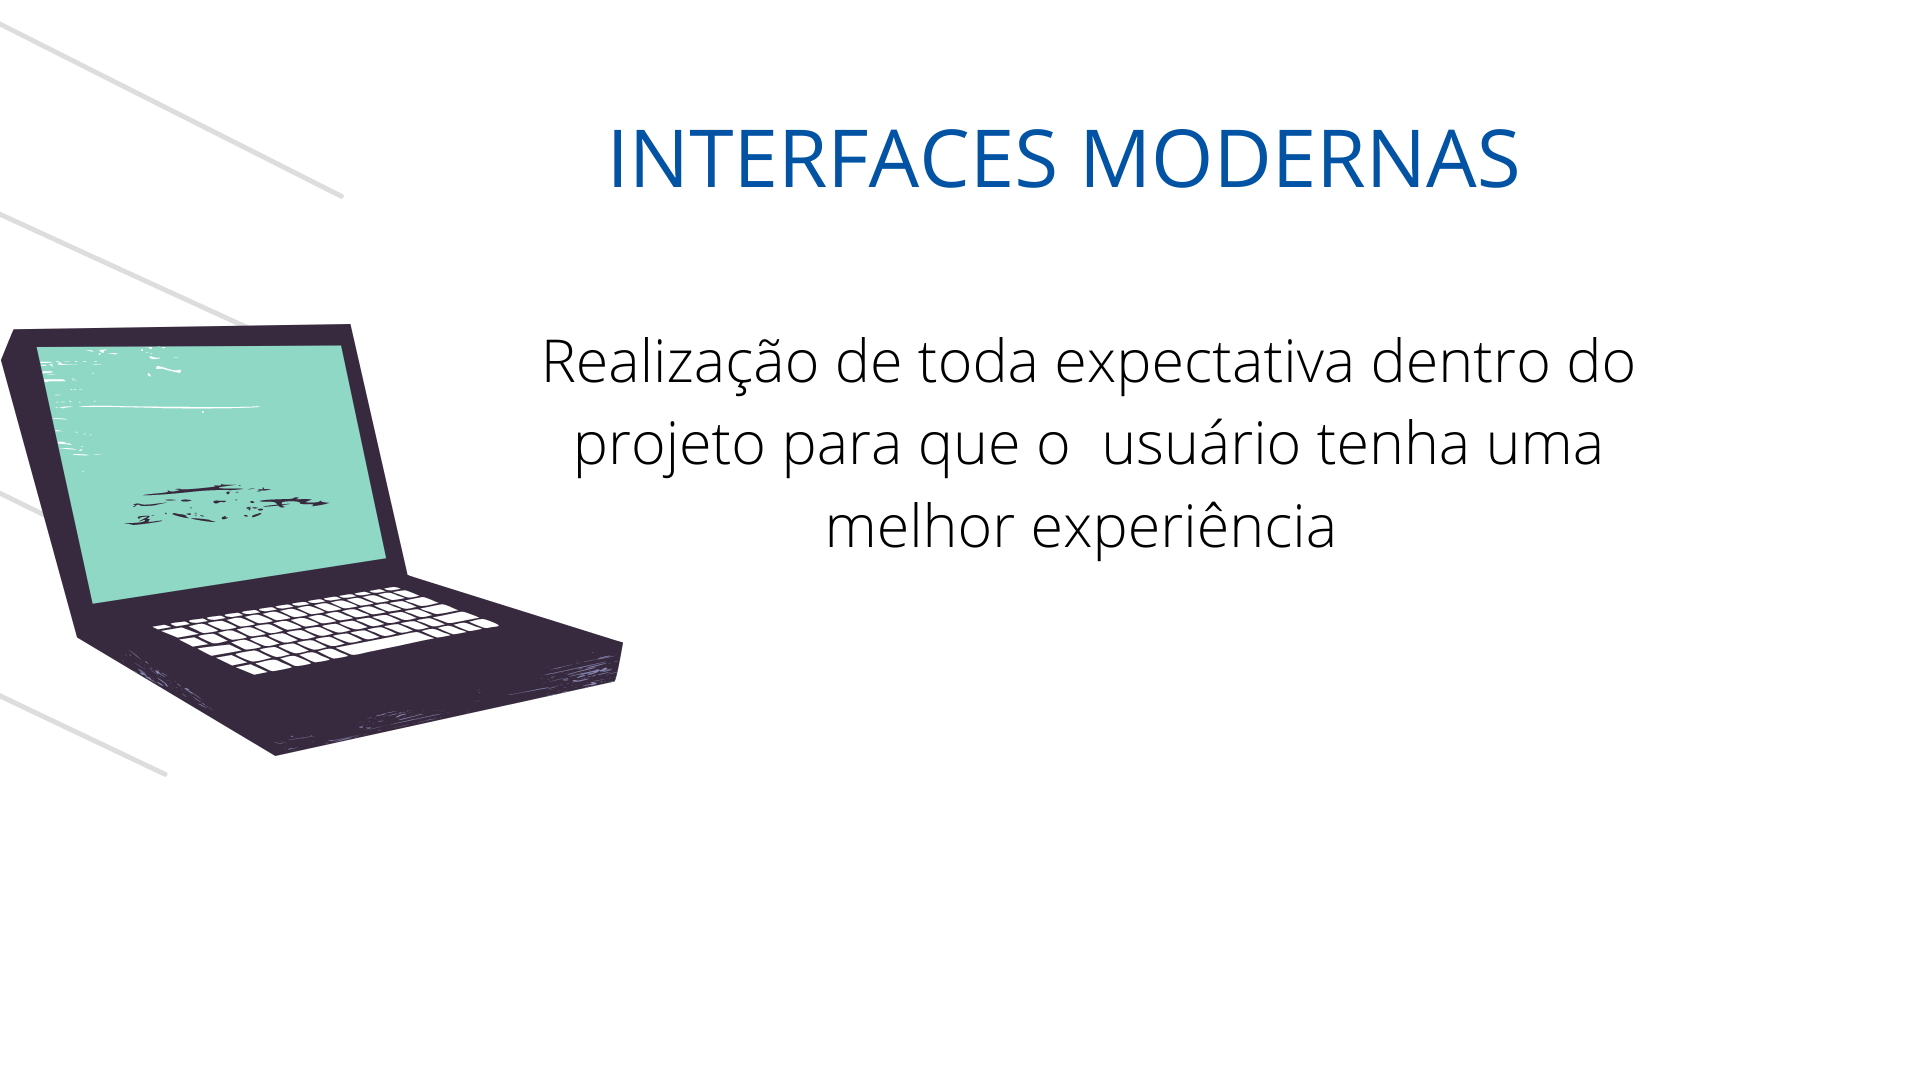 INTERFACES MODERNAS
Realização de toda expectativa dentro do
projeto para que o  usuário tenha uma
melhor experiência